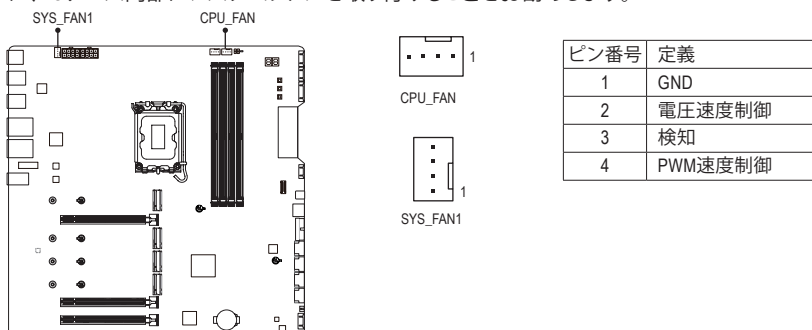 SYS_FAN1
CPU_FAN
1
CPU_FAN
1
SYS_FAN1
ピン番号 定義
1 GND
2 電圧速度制御
3 検知
4 PWM速度制御